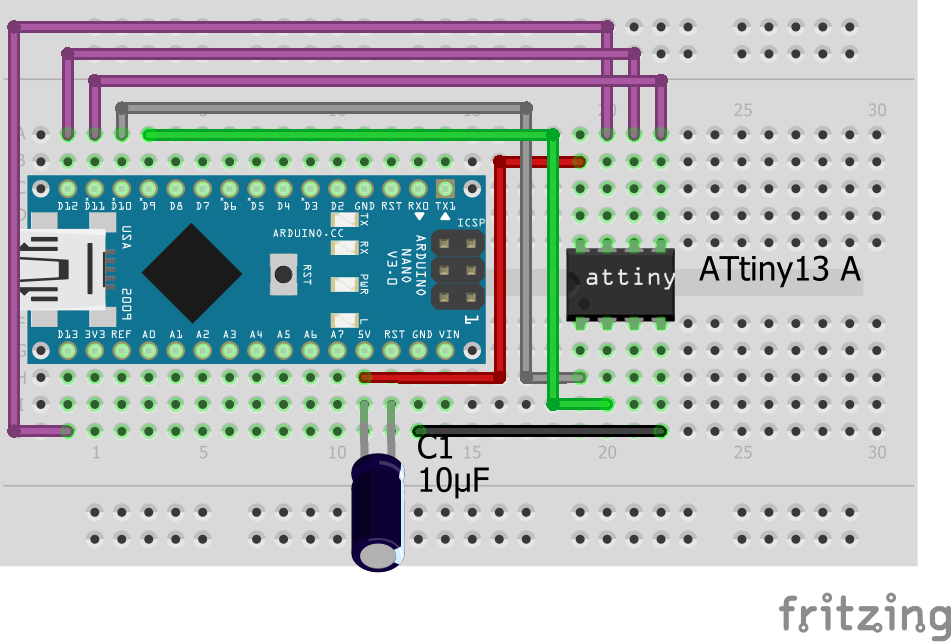 20 25 30
A
B
D12 D11 D10 D9 D8 D7 D6 D5 D4 D3 D2 GND RST RX0 TX1
ARDUINO.CC
TX
RX
PWR
L
RST
USA
2009
ARDUINO
NANO
V3.0
ICSP
1
attiny
ATtiny13 A
D13 3V3 REF A0 A1 A2 A3 A4 A5 A6 A7 5V RST GND VIN
G
H
1 5 10 15 20 25 30
C1
10µF
fritzing